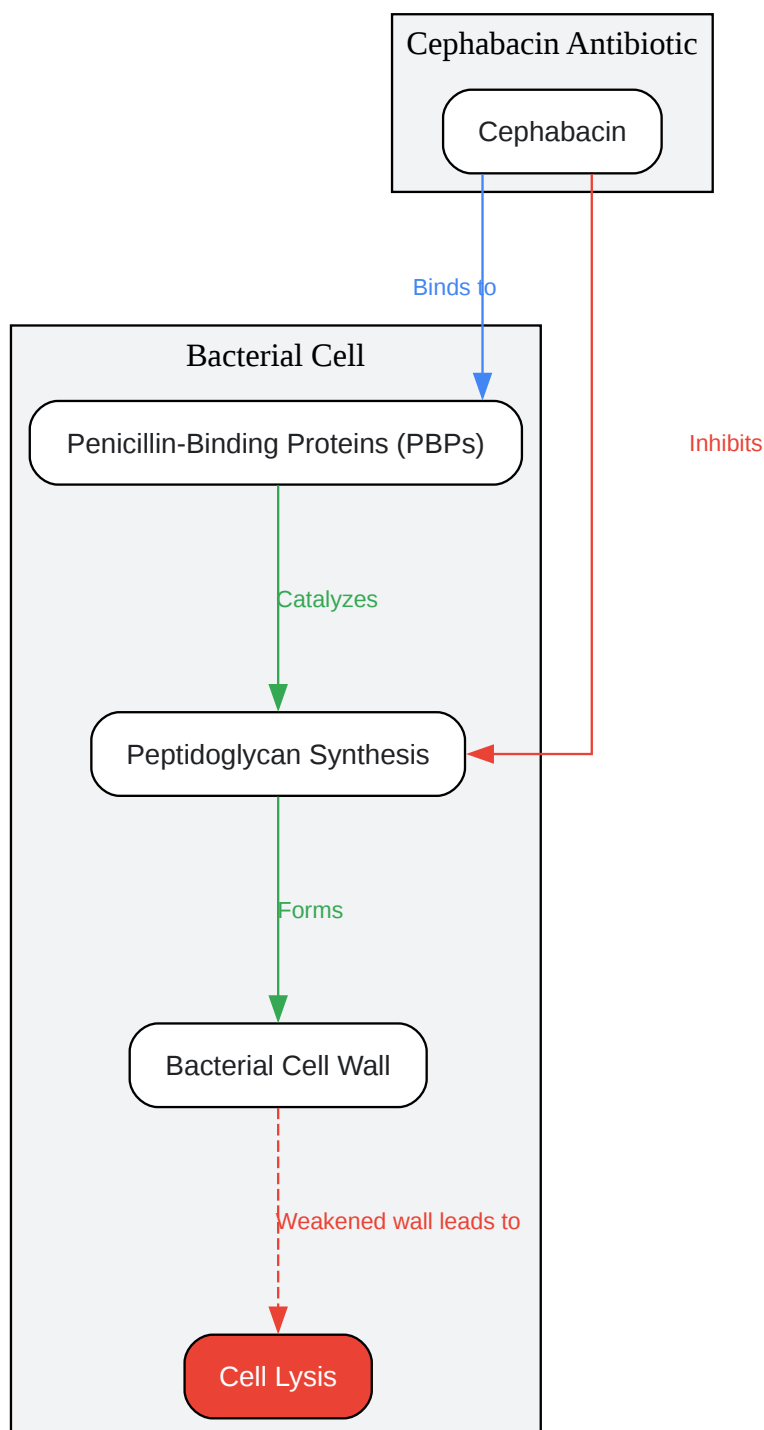 Cephabacin Antibiotic
Cephabacin
Binds to
Bacterial Cell
Penicillin-Binding Proteins (PBPs)
Inhibits
Catalyzes
Peptidoglycan Synthesis
Forms
Bacterial Cell Wall
Weakened wall leads to
Cell Lysis